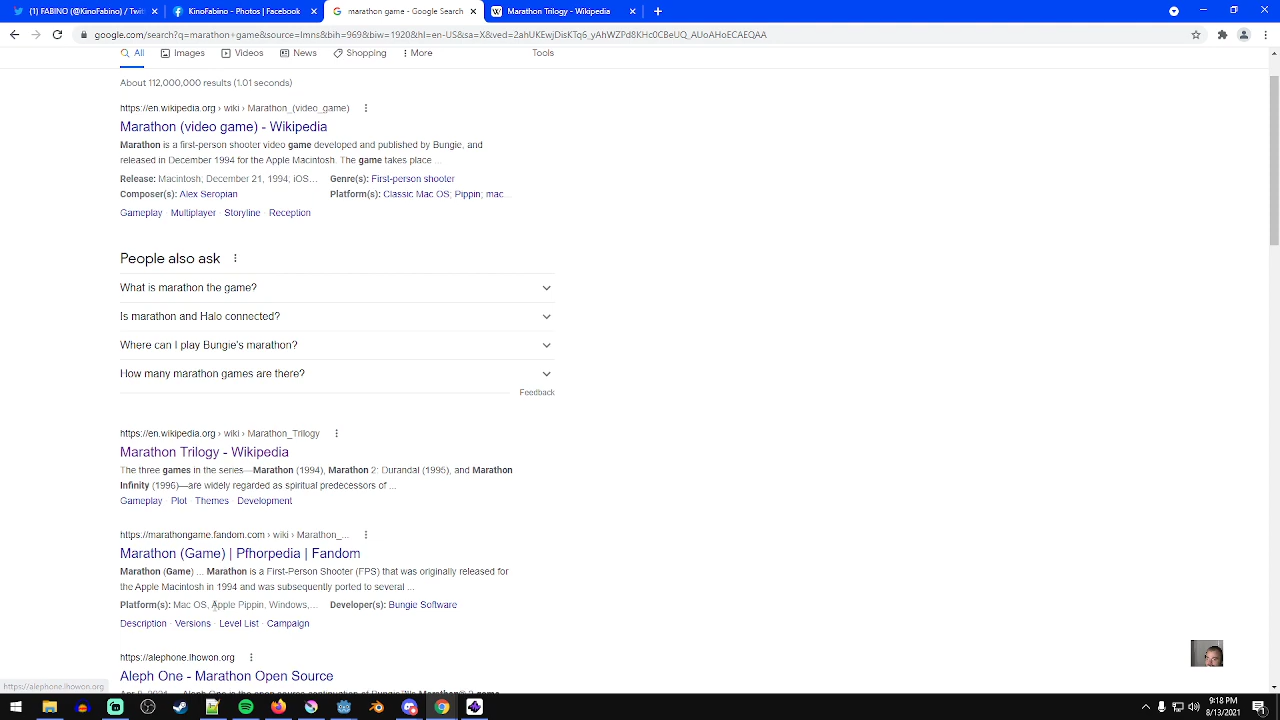 (1) FABINO (@KinoFabino) / Twitt
KinoFabino - Photos | Facebook
marathon game - Google Search
Marathon Trilogy - Wikipedia
google.com/search?q=marathon+game&source=lmns&bih=969&biw=1920&hl=en-US&sa=X&ved=2ahUKEwjDisKTq6_yAhWZPd8KHc0CBeUQ_AUoAHoECAEQAA
All Images Videos News Shopping More Tools
About 112,000,000 results (1.01 seconds)
https://en.wikipedia.org › wiki › Marathon_(video_game)
Marathon (video game) - Wikipedia
Marathon is a first-person shooter video game developed and published by Bungie, and
released in December 1994 for the Apple Macintosh. The game takes place ...
Release: Macintosh, December 21, 1994, iOS... Genre(s): First-person shooter
Composer(s): Alex Seropian Platform(s): Classic Mac OS; Pippin; mac...
Gameplay · Multiplayer · Storyline · Reception
People also ask
What is marathon the game?
Is marathon and Halo connected?
Where can I play Bungie's marathon?
How many marathon games are there?
Feedback
https://en.wikipedia.org › wiki › Marathon_Trilogy
Marathon Trilogy - Wikipedia
The three games in the series—Marathon (1994), Marathon 2: Durandal (1995), and Marathon
Infinity (1996)—are widely regarded as spiritual predecessors of ...
Gameplay · Plot · Themes · Development
https://marathongame.fandom.com › wiki › Marathon_...
Marathon (Game) | Pfhorpedia | Fandom
Marathon (Game) ... Marathon is a First-Person Shooter (FPS) that was originally released for
the Apple Macintosh in 1994 and was subsequently ported to several ...
Platform(s): Mac OS, Apple Pippin, Windows,... Developer(s): Bungie Software
Description · Versions · Level List · Campaign
https://alephone.lhowon.org
Aleph One - Marathon Open Source
https://alephone.lhowon.org
9:18 PM
8/13/2021